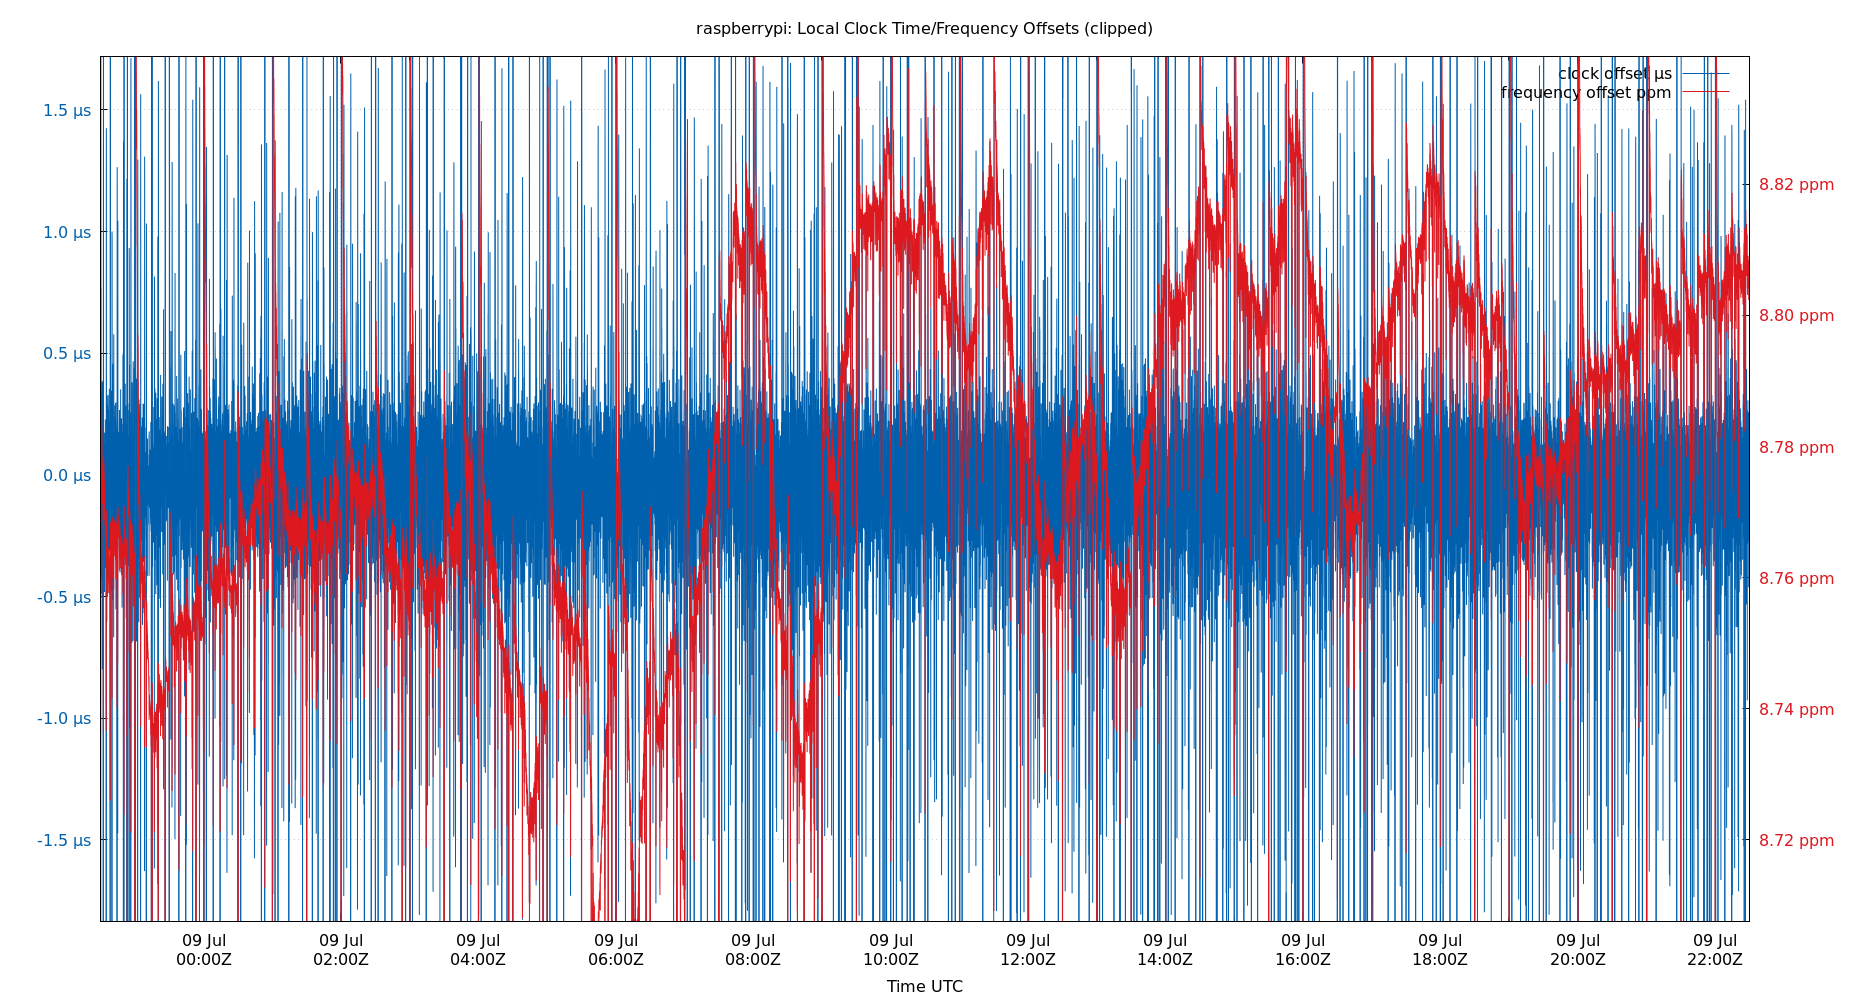 raspberrypi: Local Clock Time/Frequency Offsets (clipped)
clock offset µs
frequency offset ppm
1.5 µs
1.0 µs
0.5 µs
0.0 µs
-0.5 µs
-1.0 µs
-1.5 µs
8.82 ppm
8.80 ppm
8.78 ppm
8.76 ppm
8.74 ppm
8.72 ppm
09 Jul 09 Jul 09 Jul 09 Jul 09 Jul 09 Jul 09 Jul 09 Jul 09 Jul 09 Jul 09 Jul 09 Jul
00:00Z 02:00Z 04:00Z 06:00Z 08:00Z 10:00Z 12:00Z 14:00Z 16:00Z 18:00Z 20:00Z 22:00Z
Time UTC